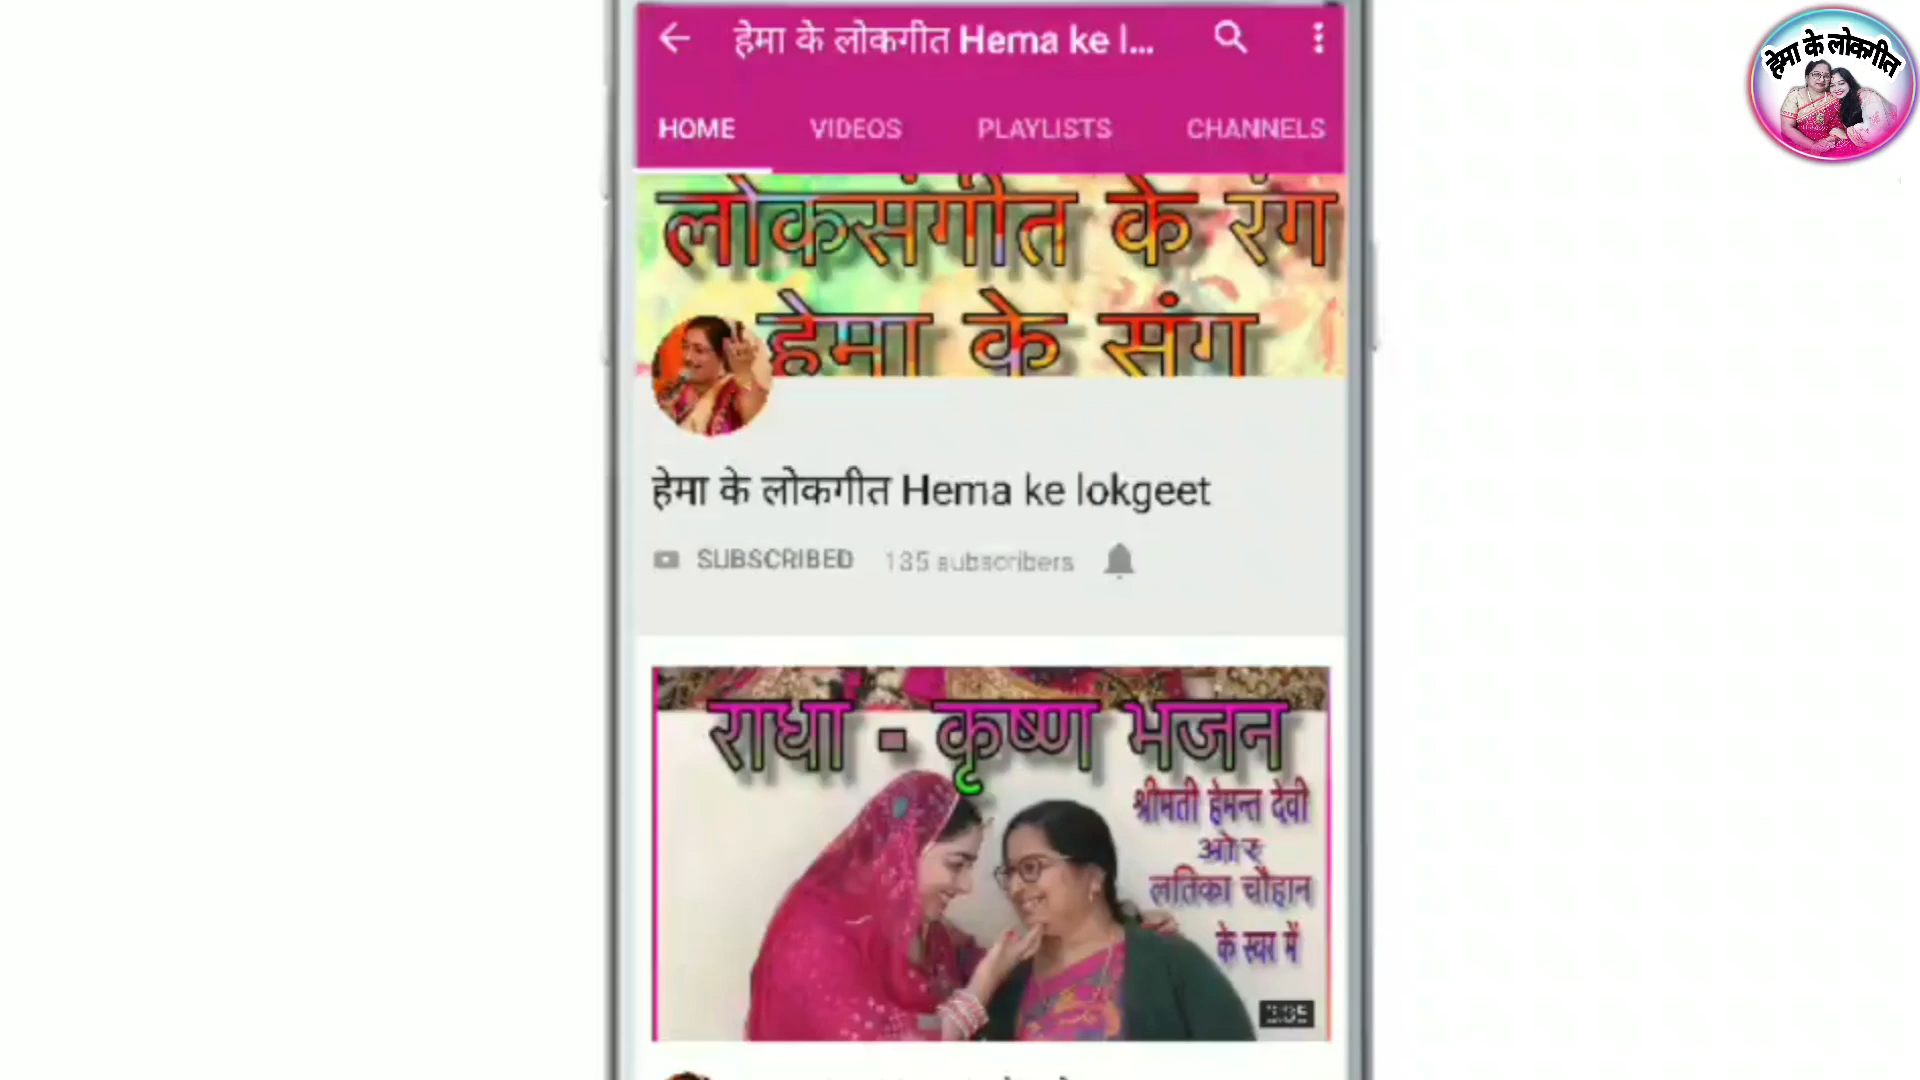 हेमा के लोकगीत Hema ke l...
हेमा के लोकगीत
HOME VIDEOS PLAYLISTS CHANNELS
लोकसंगीत के रंग
हेमा के संग
हेमा के लोकगीत Hema ke lokgeet
SUBSCRIBED 135 subscribers
राधा - कृष्ण भजन
श्रीमती हेमन्त देवी
और
लतिका चौहान
के स्वर में